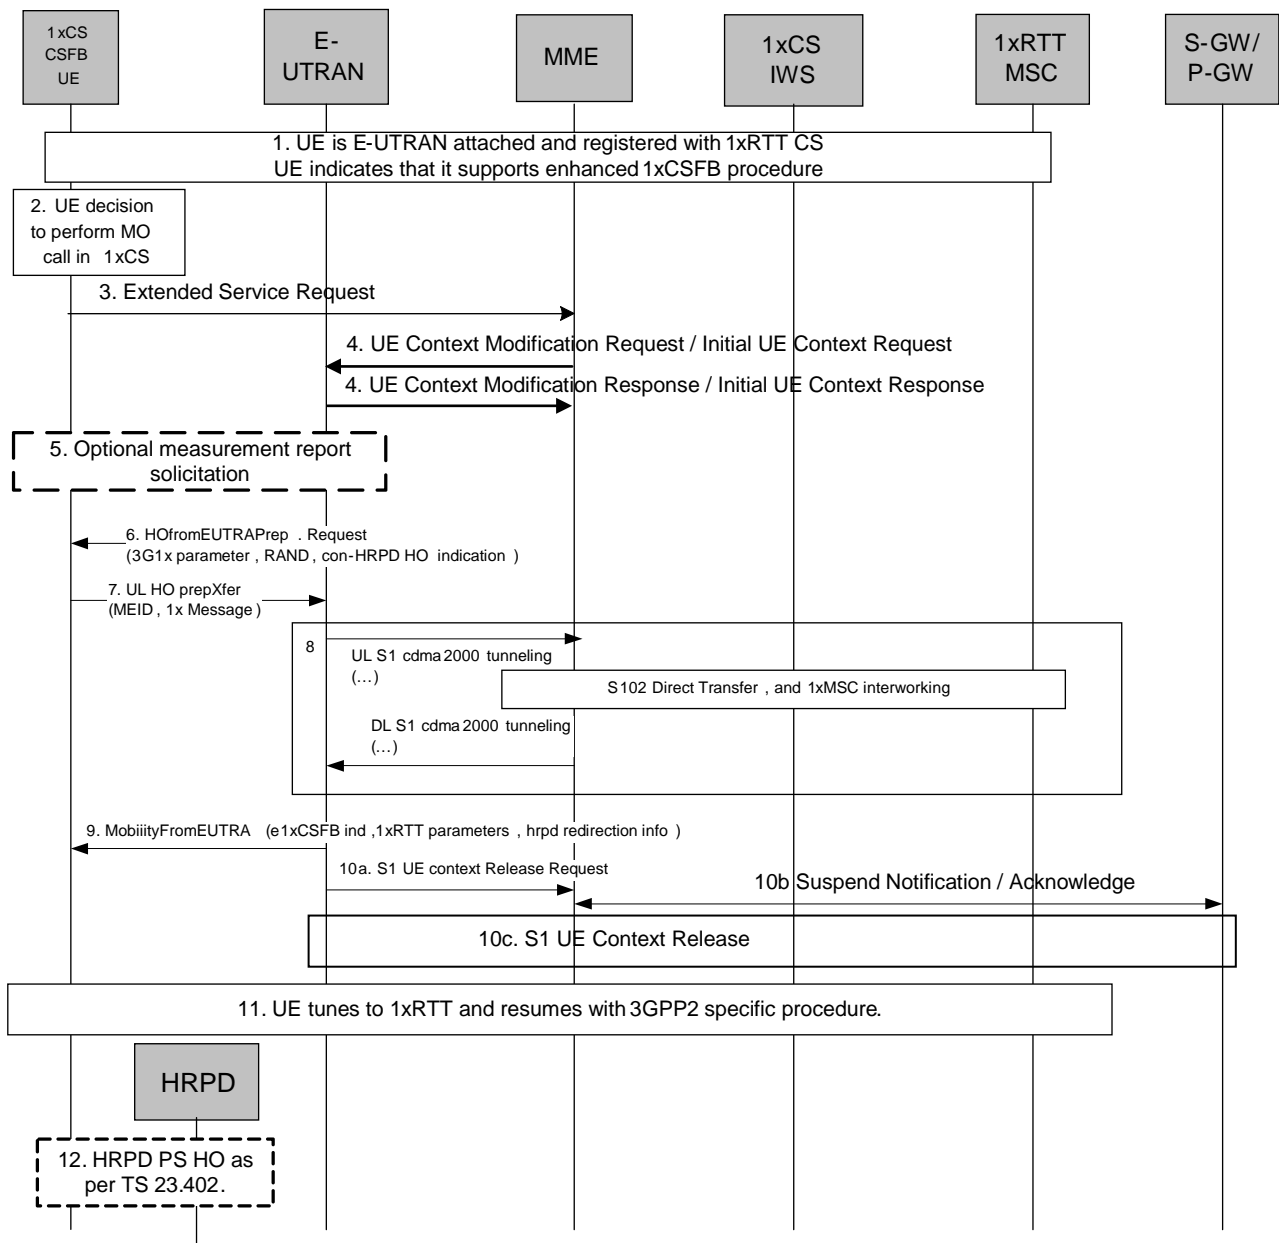 1xCS
CSFB
UE
E-
UTRAN
MME
1xCS
IWS
1xRTT
MSC
S-GW/
P-GW
1. UE is E-UTRAN attached and registered with 1xRTT CS
UE indicates that it supports enhanced 1xCSFB procedure
2. UE decision
to perform MO
call in 1xCS
3. Extended Service Request
4. UE Context Modification Request / Initial UE Context Request
4. UE Context Modification Response / Initial UE Context Response
5. Optional measurement report
solicitation
6. HOfromEUTRAPrep . Request
(3G1x parameter , RAND , con-HRPD HO indication )
7. UL HO prepXfer
(MEID , 1x Message )
8
UL S1 cdma 2000 tunneling
(…)
S102 Direct Transfer , and 1xMSC interworking
DL S1 cdma 2000 tunneling
(…)
9. MobiiityFromEUTRA (e1xCSFB ind ,1xRTT parameters , hrpd redirection info )
10a. S1 UE context Release Request
10b Suspend Notification / Acknowledge
10c. S1 UE Context Release
11. UE tunes to 1xRTT and resumes with 3GPP2 specific procedure.
HRPD
12. HRPD PS HO as
per TS 23.402.